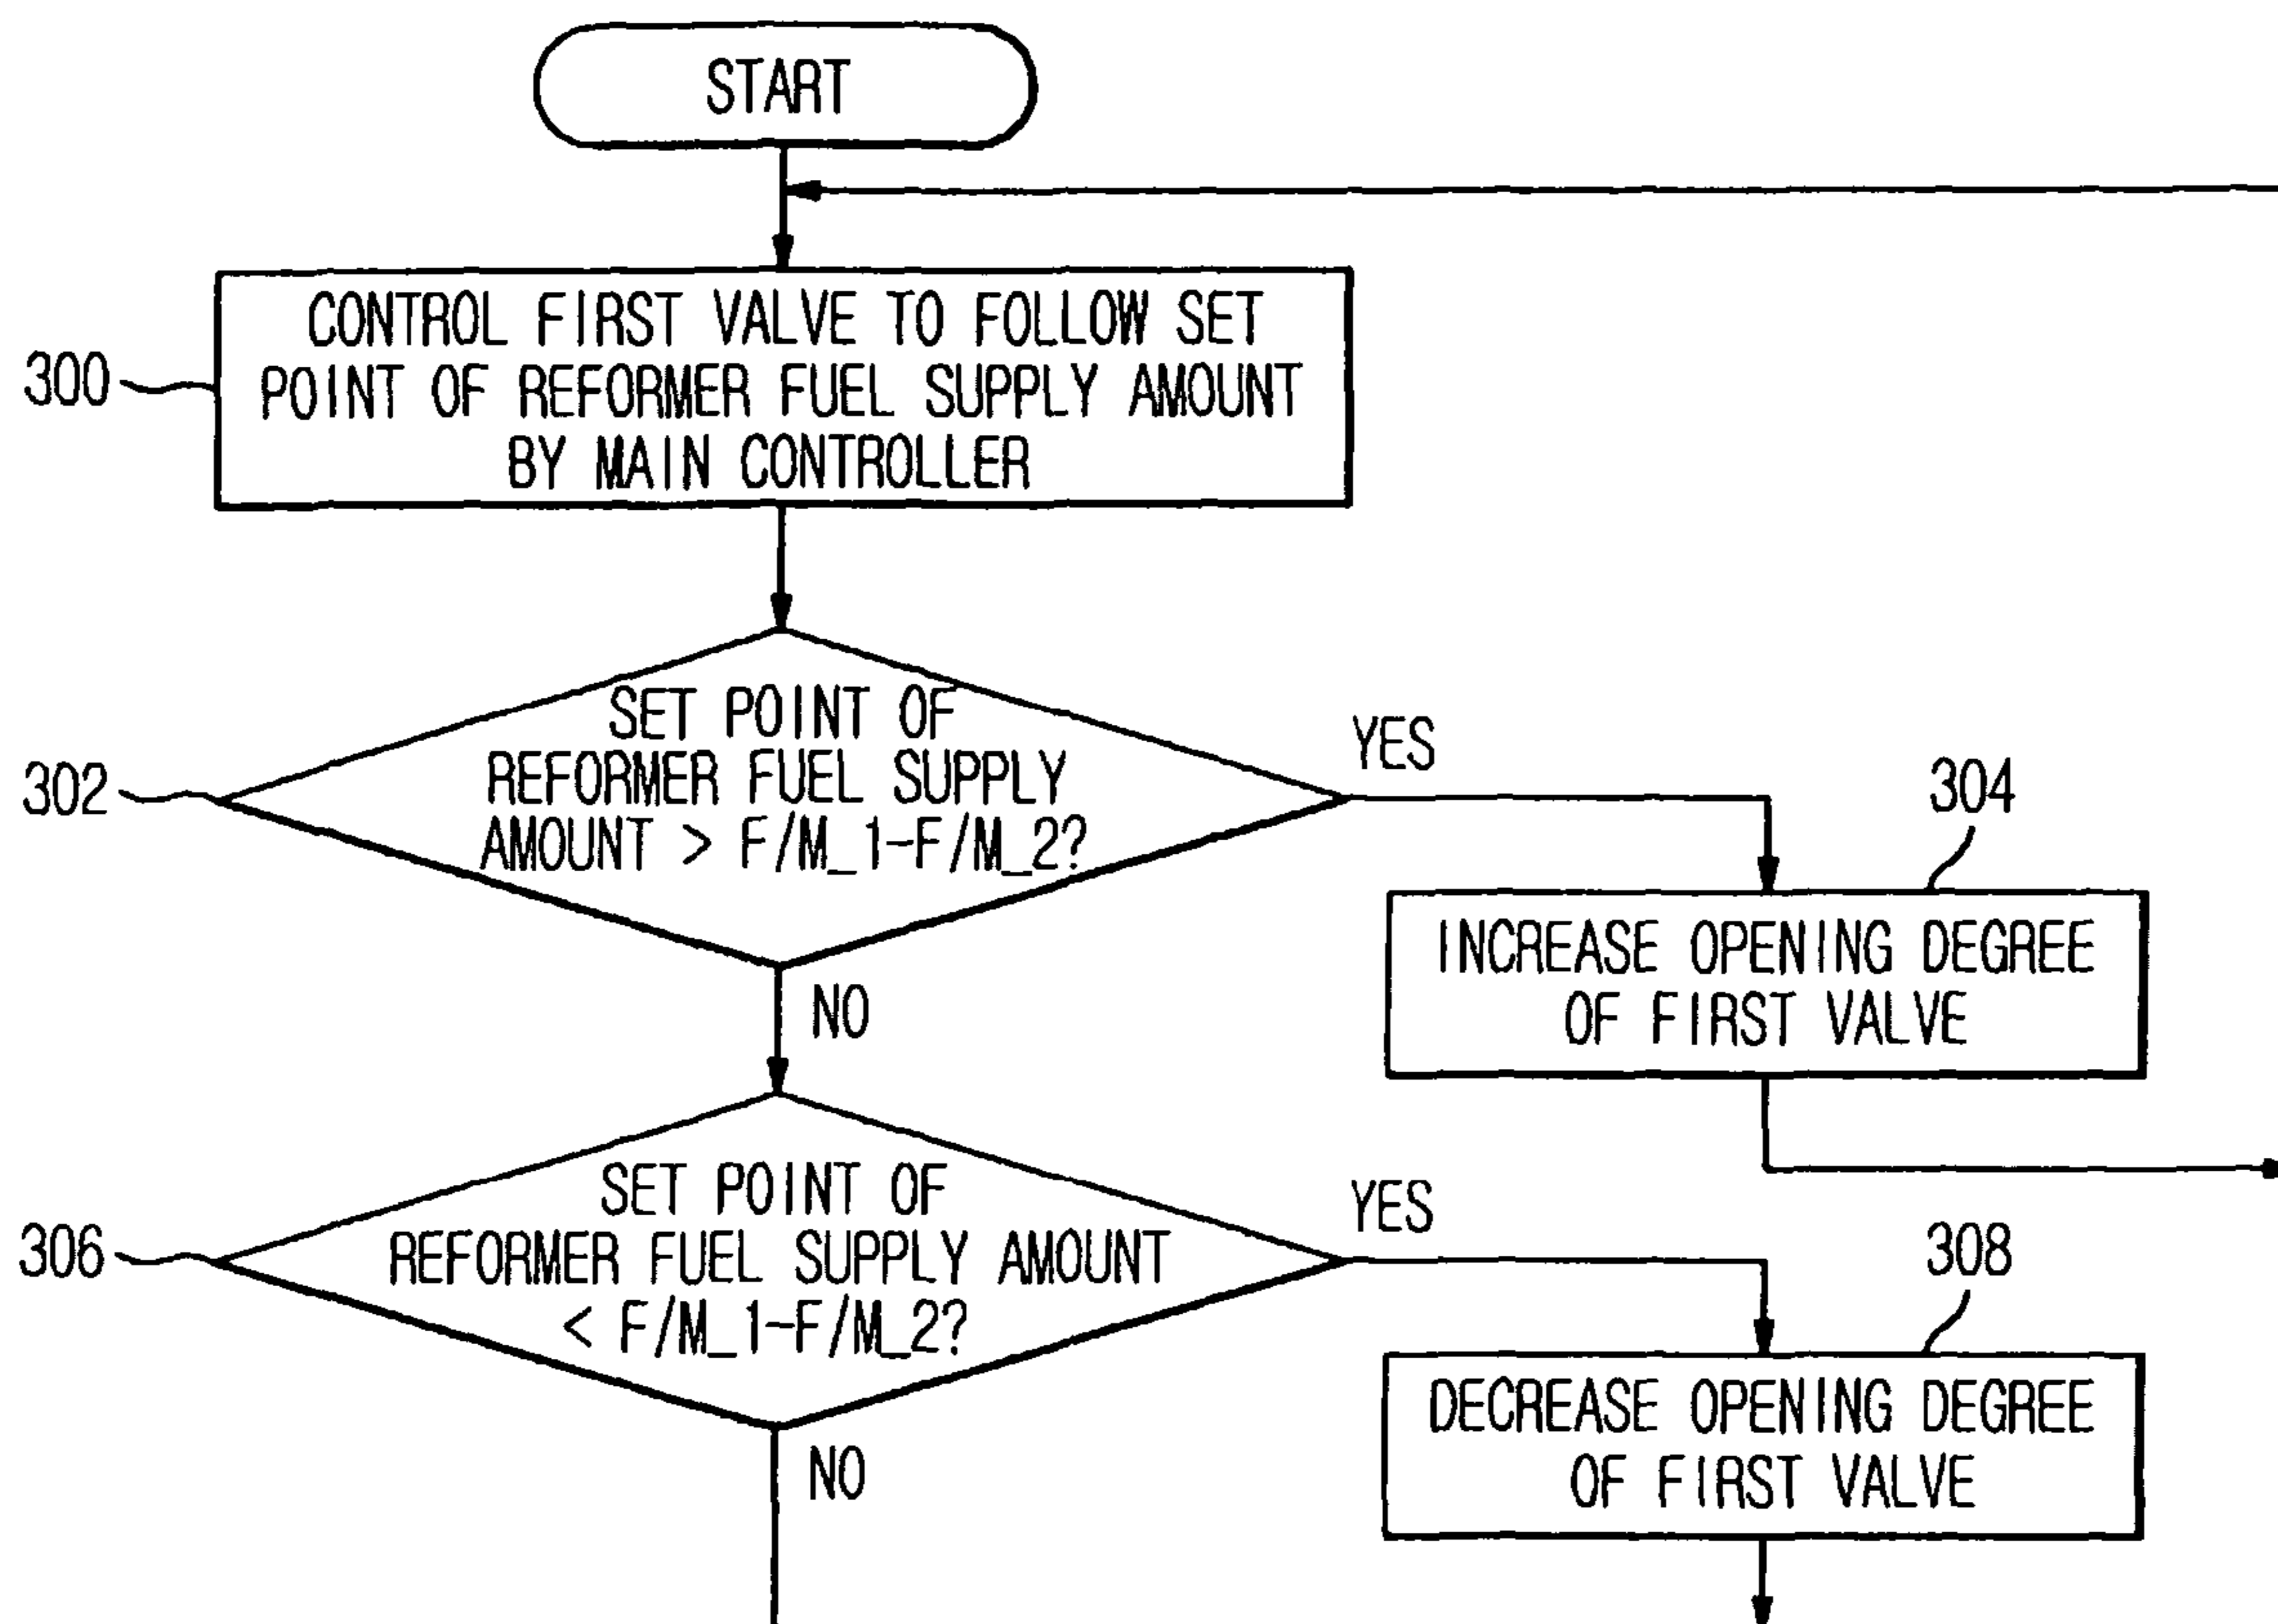 START
300
CONTROL FIRST VALVE TO FOLLOW SET
POINT OF REFORMER FUEL SUPPLY AMOUNT
BY MAIN CONTROLLER
302
SET POINT OF
REFORMER FUEL SUPPLY
AMOUNT > F/M_1-F/M_2?
YES
304
INCREASE OPENING DEGREE
OF FIRST VALVE
NO
306
SET POINT OF
REFORMER FUEL SUPPLY AMOUNT
< F/M_1-F/M_2?
YES
308
DECREASE OPENING DEGREE
OF FIRST VALVE
NO